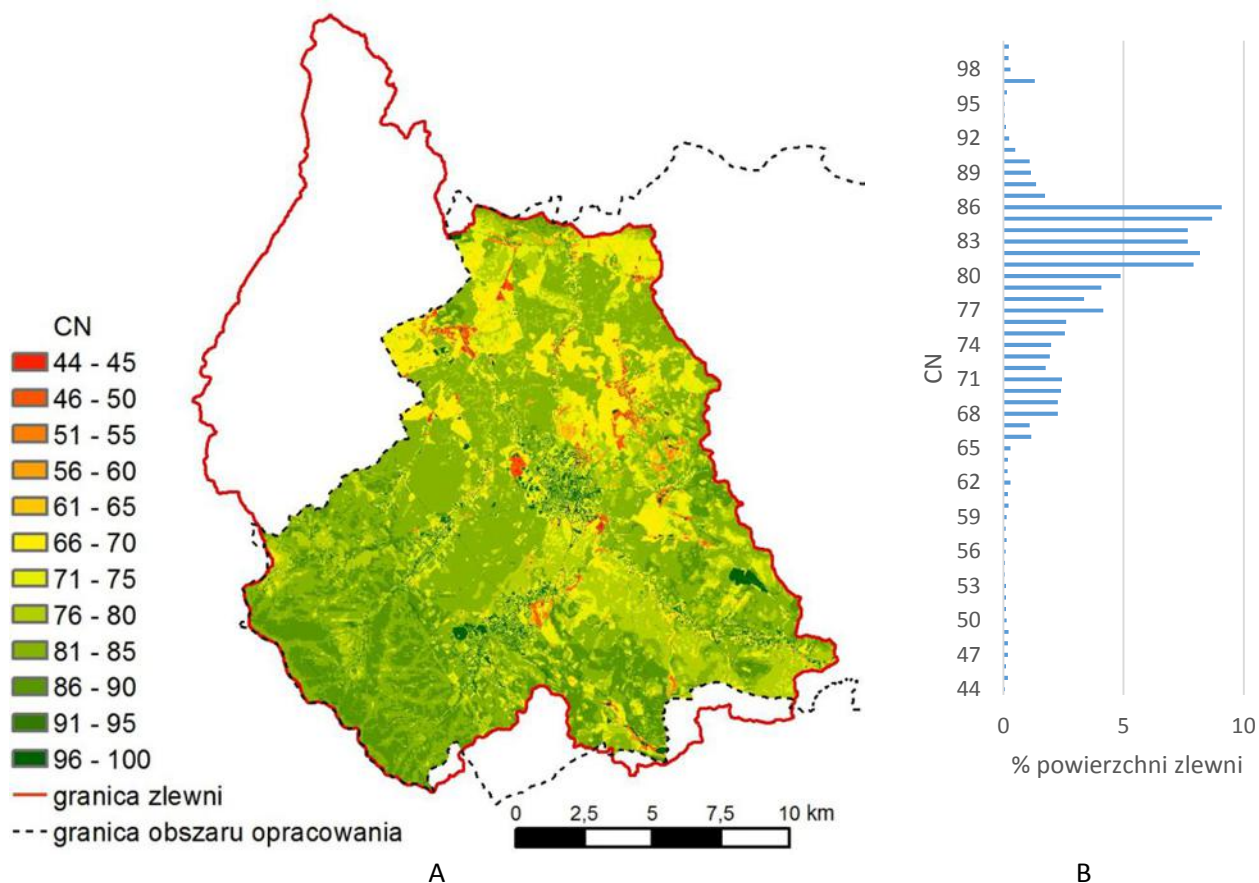 CN
44 - 45
46 - 50
51 - 55
56 - 60
61 - 65
66 - 70
71 - 75
76 - 80
81 - 85
86 - 90
91 - 95
96 - 100
granica zlewni
granica obszaru opracowania
0 2,5 5 7,5 10 km
A
98
95
92
89
86
83
80
77
74
71
68
65
62
59
56
53
50
47
44
CN
0 5 10
% powierzchni zlewni
B